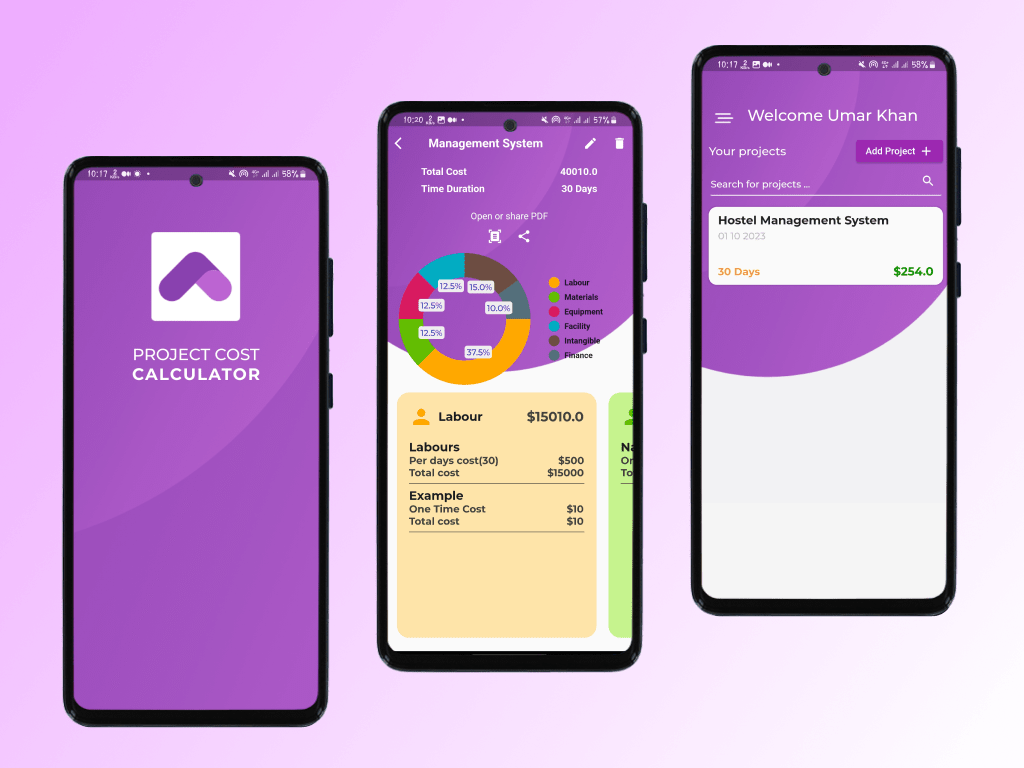 10:17
58%
PROJECT COST
CALCULATOR
10:20
57%
Management System
Total Cost 40010.0
Time Duration 30 Days
Open or share PDF
12.5% 15.0%
12.5% 10.0%
12.5%
37.5%
Labour
Materials
Equipment
Facility
Intangible
Finance
Labour $15010.0
Labours
Per days cost(30) $500
Total cost $15000
Example
One Time Cost $10
Total cost $10
Na
On
To
10:17
58%
Welcome Umar Khan
Your projects
Add Project +
Search for projects ...
Hostel Management System
01 10 2023
30 Days $254.0